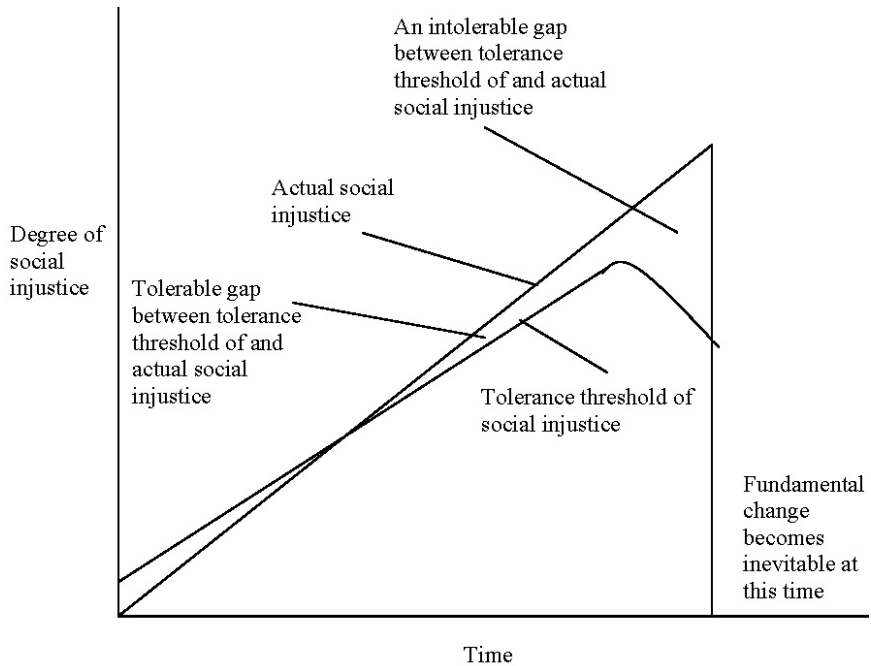 An intolerable gap
between tolerance
threshold of and actual
social injustice
Actual social
injustice
Degree of
social
injustice
Tolerable gap
between tolerance
threshold of and
actual social
injustice
Tolerance threshold of
social injustice
Fundamental
change
becomes
inevitable at
this time
Time